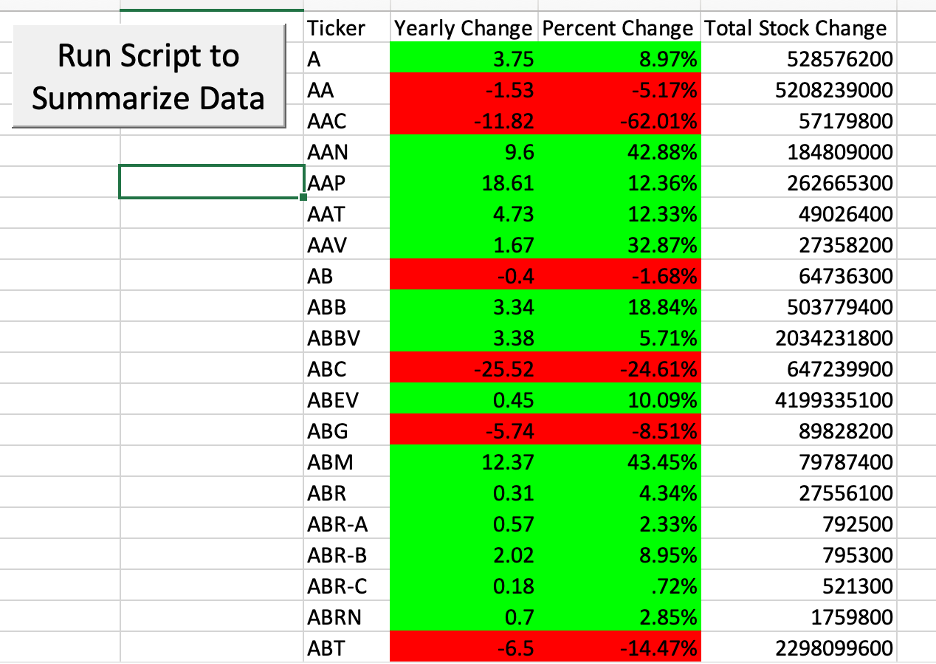 Run Script to
Summarize Data
Ticker Yearly Change Percent Change Total Stock Change
A 3.75 8.97% 528576200
AA -1.53 -5.17% 5208239000
AAC -11.82 -62.01% 57179800
AAN 9.6 42.88% 184809000
AAP 18.61 12.36% 262665300
AAT 4.73 12.33% 49026400
AAV 1.67 32.87% 27358200
AB -0.4 -1.68% 64736300
ABB 3.34 18.84% 503779400
ABBV 3.38 5.71% 2034231800
ABC -25.52 -24.61% 647239900
ABEV 0.45 10.09% 4199335100
ABG -5.74 -8.51% 89828200
ABM 12.37 43.45% 79787400
ABR 0.31 4.34% 27556100
ABR-A 0.57 2.33% 792500
ABR-B 2.02 8.95% 795300
ABR-C 0.18 .72% 521300
ABRN 0.7 2.85% 1759800
ABT -6.5 -14.47% 2298099600